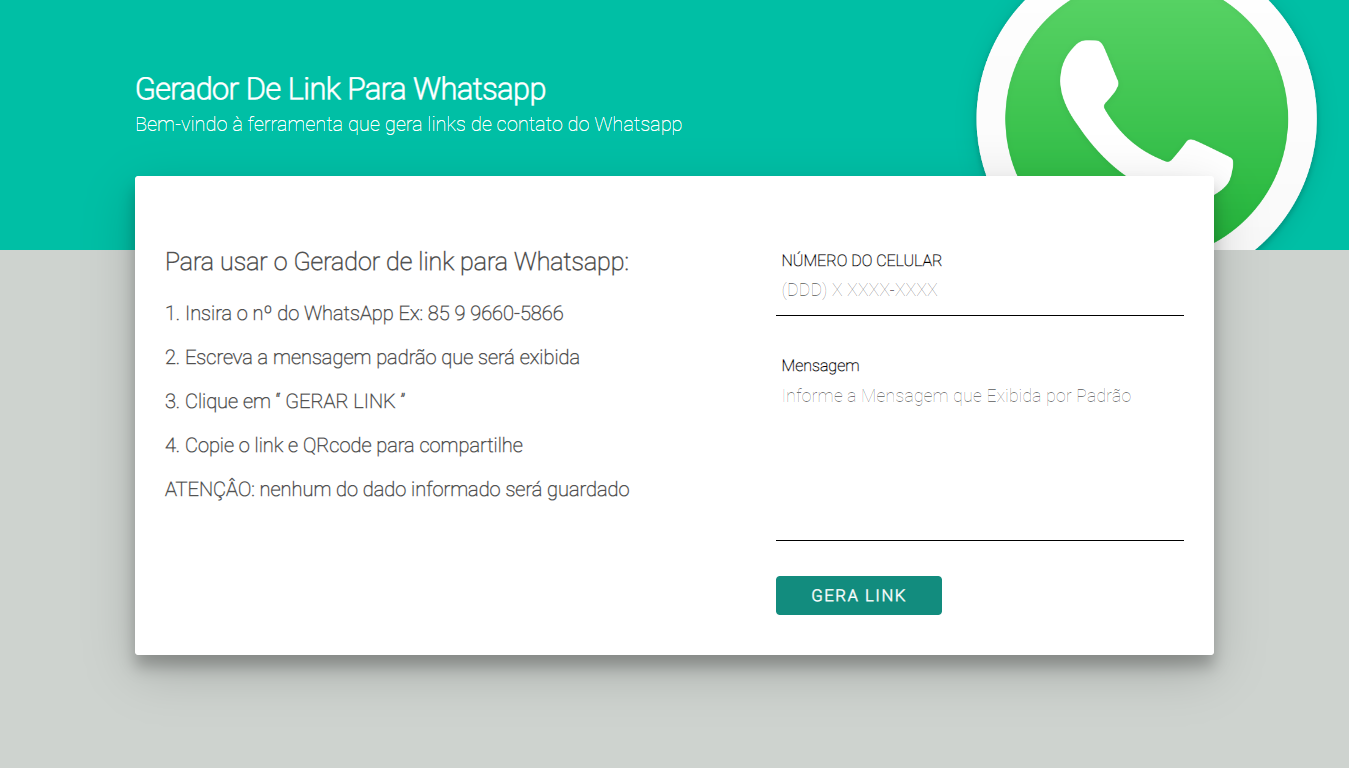 Gerador De Link Para Whatsapp
Bem-vindo à ferramenta que gera links de contato do Whatsapp
Para usar o Gerador de link para Whatsapp:
1. Insira o nº do WhatsApp Ex: 85 9 9660-5866
2. Escreva a mensagem padrão que será exibida
3. Clique em “ GERAR LINK ”
4. Copie o link e QRcode para compartilhe
ATENÇÂO: nenhum do dado informado será guardado
NÚMERO DO CELULAR
(DDD) X XXXX-XXXX
Mensagem
Informe a Mensagem que Exibida por Padrão
GERA LINK